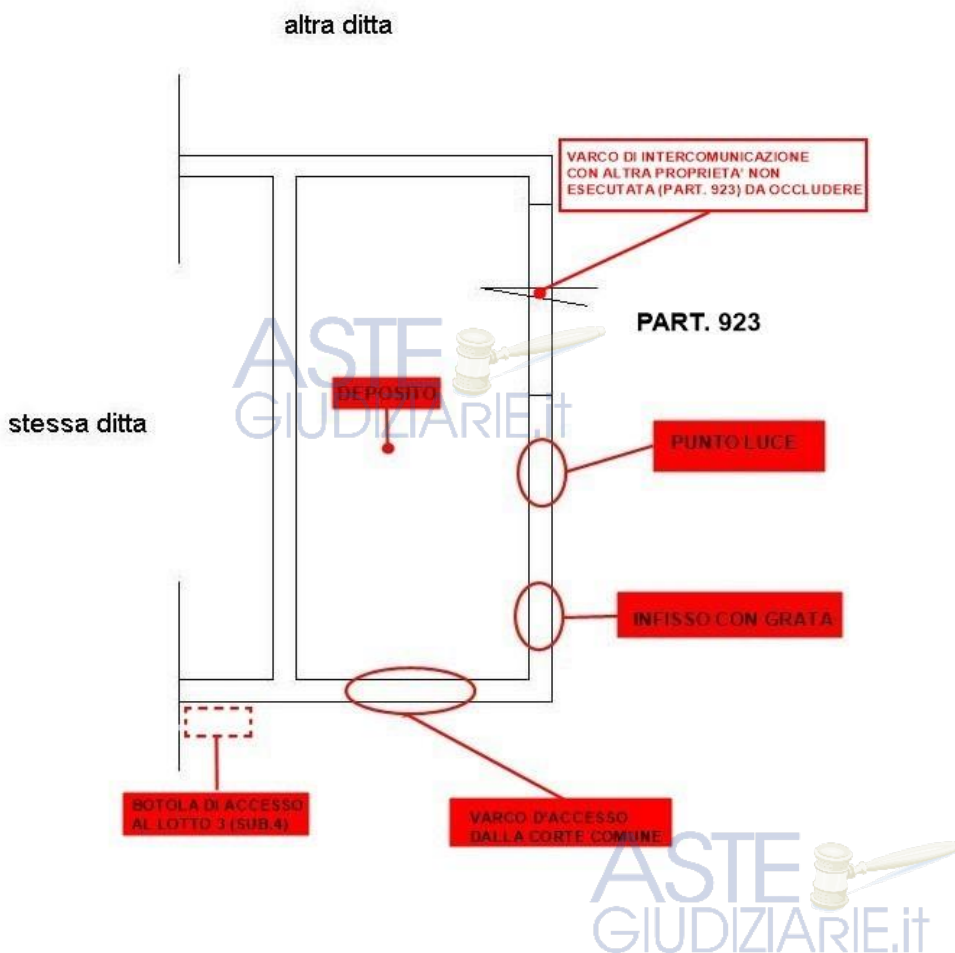 altra ditta
VARCO DI INTERCOMUNICAZIONE
CON ALTRA PROPRIETA' NON
ESECUTATA (PART. 923) DA OCCLUDERE
PART. 923
ASTE
GIUDIZIARIE.it
DEPOSITO
stessa ditta
PUNTO LUCE
INFISSO CON GRATA
BOTOLA DI ACCESSO
AL LOTTO 3 (SUB.4)
VARCO D'ACCESSO
DALLA CORTE COMUNE
ASTE
GIUDIZIARIE.it